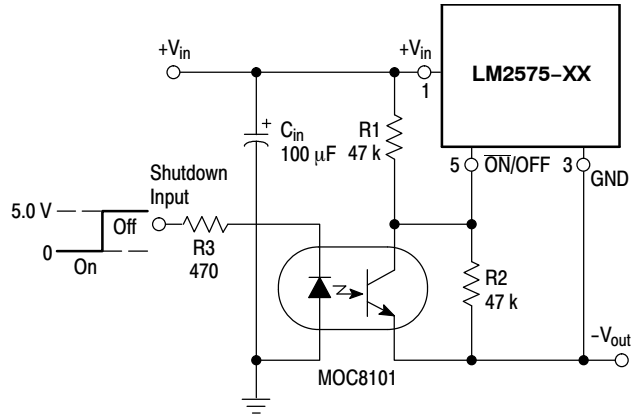 +Vin
+Vin
1
LM2575–XX
Cin
100 µF
+
R1
47 k
5
ON/OFF
3
GND
Shutdown
Input
5.0 V
Off
0
On
R3
470
R2
47 k
–Vout
MOC8101